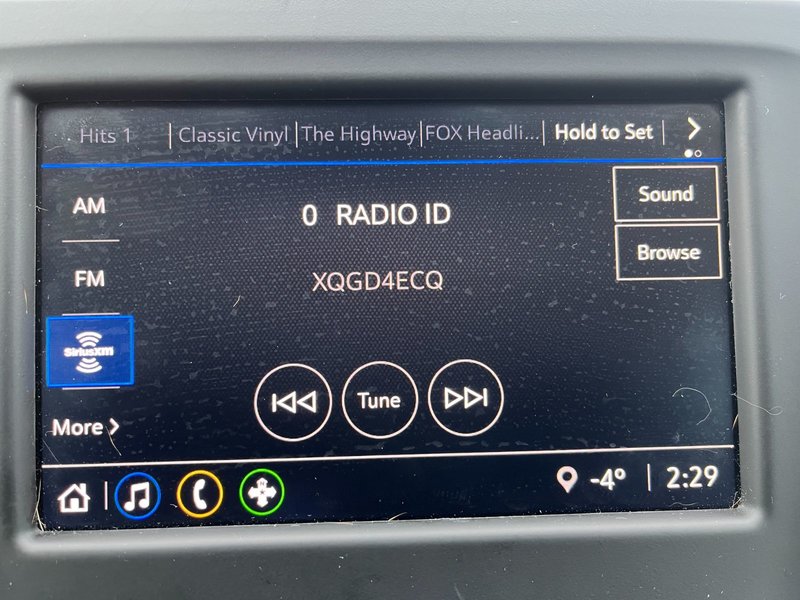 Hits 1 | Classic Vinyl | The Highway | FOX Headli... | Hold to Set |
AM
0 RADIO ID
Sound
FM
XQGD4ECQ
Browse
SiriusXM
Tune
More
-4° | 2:29